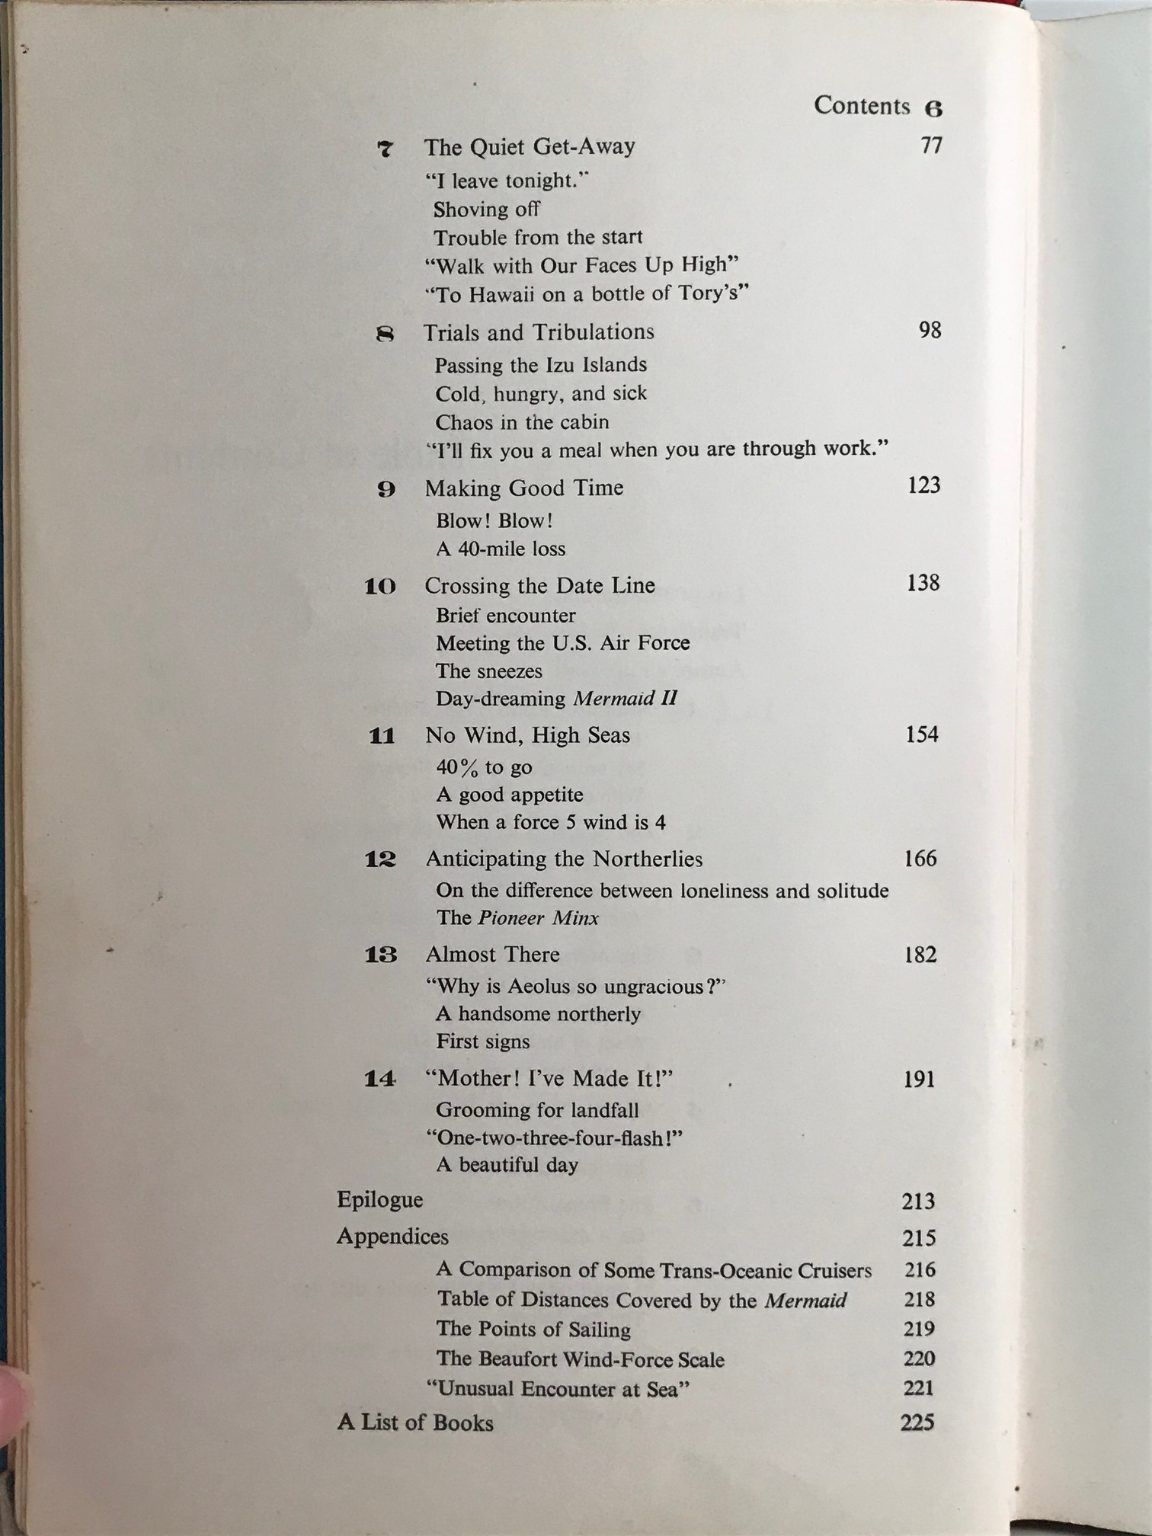 Contents 6
7 The Quiet Get-Away 77
“I leave tonight.”
Shoving off
Trouble from the start
“Walk with Our Faces Up High”
“To Hawaii on a bottle of Tory’s”
8 Trials and Tribulations 98
Passing the Izu Islands
Cold, hungry, and sick
Chaos in the cabin
“I’ll fix you a meal when you are through work.”
9 Making Good Time 123
Blow! Blow!
A 40-mile loss
10 Crossing the Date Line 138
Brief encounter
Meeting the U.S. Air Force
The sneezes
Day-dreaming Mermaid II
11 No Wind, High Seas 154
40% to go
A good appetite
When a force 5 wind is 4
12 Anticipating the Northerlies 166
On the difference between loneliness and solitude
The Pioneer Minx
13 Almost There 182
“Why is Aeolus so ungracious?”
A handsome northerly
First signs
14 “Mother! I’ve Made It!” 191
Grooming for landfall
“One-two-three-four-flash!”
A beautiful day
Epilogue 213
Appendices 215
A Comparison of Some Trans-Oceanic Cruisers 216
Table of Distances Covered by the Mermaid 218
The Points of Sailing 219
The Beaufort Wind-Force Scale 220
“Unusual Encounter at Sea” 221
A List of Books 225